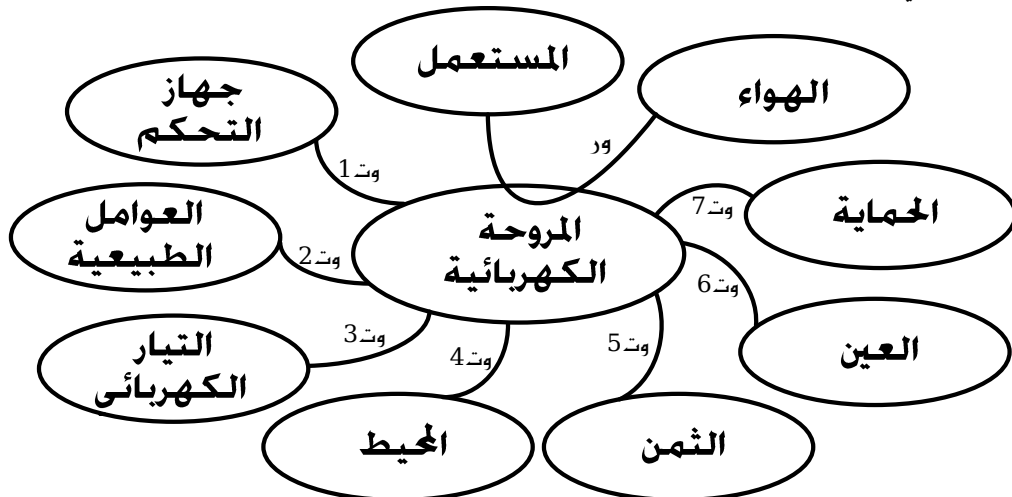 المستعمل
الهواء
جهاز
التحكم
ور
وت1
وت7
الحماية
العوامل
الطبيعية
المروحة
الكهربائية
وت2
وت6
التيار
الكهربائى
وت3
وت4
وت5
العين
المحيط
الثمن